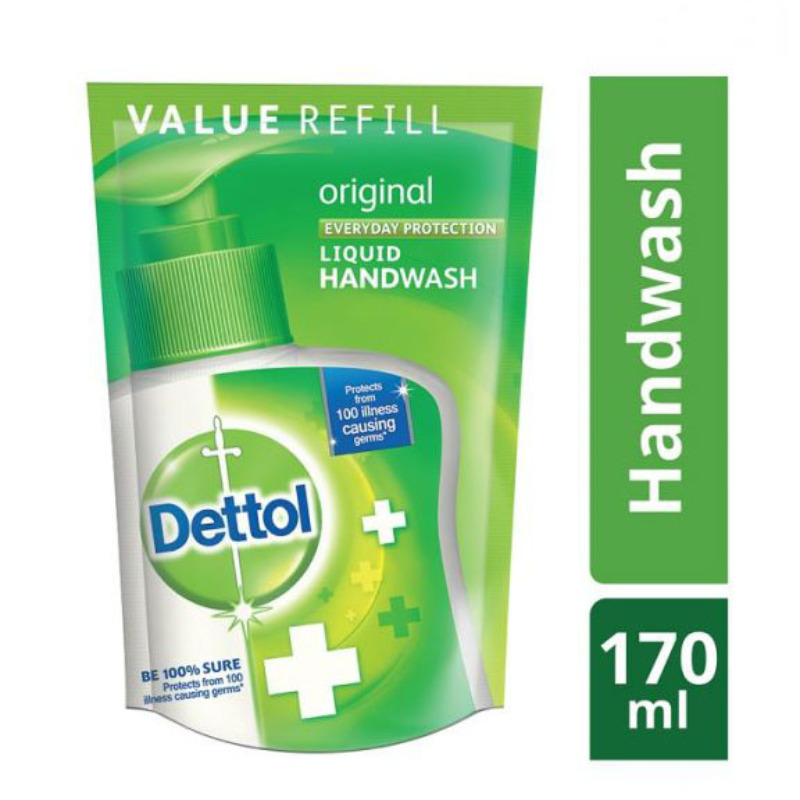 VALUE REFILL
original
EVERYDAY PROTECTION
LIQUID
HANDWASH
Protects
from
100 illness
causing
germs*
Dettol
BE 100% SURE
Protects from 100
illness causing germs*
Handwash
170
ml